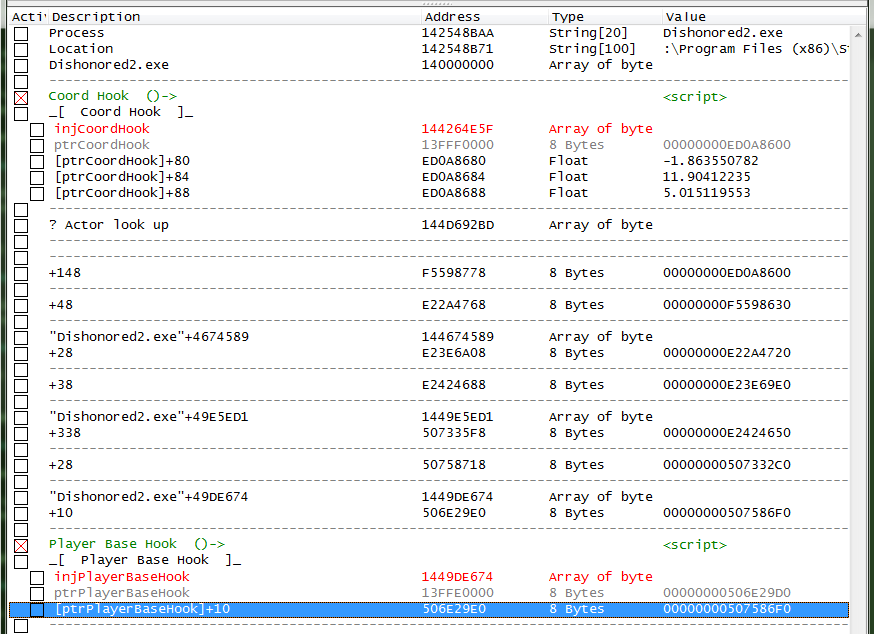 Activ Description Address Type Value
Process 142548BAA String[20] Dishonored2.exe
Location 142548B71 String[100] :\Program Files (x86)\S
Dishonored2.exe 140000000 Array of byte
Coord Hook ()-> <script>
_[ Coord Hook ]_
injCoordHook 144264E5F Array of byte
ptrCoordHook 13FFF0000 8 Bytes 00000000ED0A8600
[ptrCoordHook]+80 ED0A8680 Float -1.863550782
[ptrCoordHook]+84 ED0A8684 Float 11.90412235
[ptrCoordHook]+88 ED0A8688 Float 5.015119553
? Actor look up 144D692BD Array of byte
+148 F5598778 8 Bytes 00000000ED0A8600
+48 E22A4768 8 Bytes 00000000F5598630
"Dishonored2.exe"+4674589 144674589 Array of byte
+28 E23E6A08 8 Bytes 00000000E22A4720
+38 E2424688 8 Bytes 00000000E23E69E0
"Dishonored2.exe"+49E5ED1 1449E5ED1 Array of byte
+338 507335F8 8 Bytes 00000000E2424650
+28 50758718 8 Bytes 00000000507332C0
"Dishonored2.exe"+49DE674 1449DE674 Array of byte
+10 506E29E0 8 Bytes 00000000507586F0
Player Base Hook ()-> <script>
_[ Player Base Hook ]_
injPlayerBaseHook 1449DE674 Array of byte
ptrPlayerBaseHook 13FFE0000 8 Bytes 00000000506E29D0
[ptrPlayerBaseHook]+10 506E29E0 8 Bytes 00000000507586F0